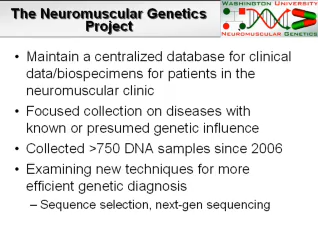 The Neuromuscular Genetics
Project
WASHINGTON UNIVERSITY
NEUROMUSCULAR GENETICS
• Maintain a centralized database for clinical
data/biospecimens for patients in the
neuromuscular clinic
• Focused collection on diseases with
known or presumed genetic influence
• Collected >750 DNA samples since 2006
• Examining new techniques for more
efficient genetic diagnosis
– Sequence selection, next-gen sequencing